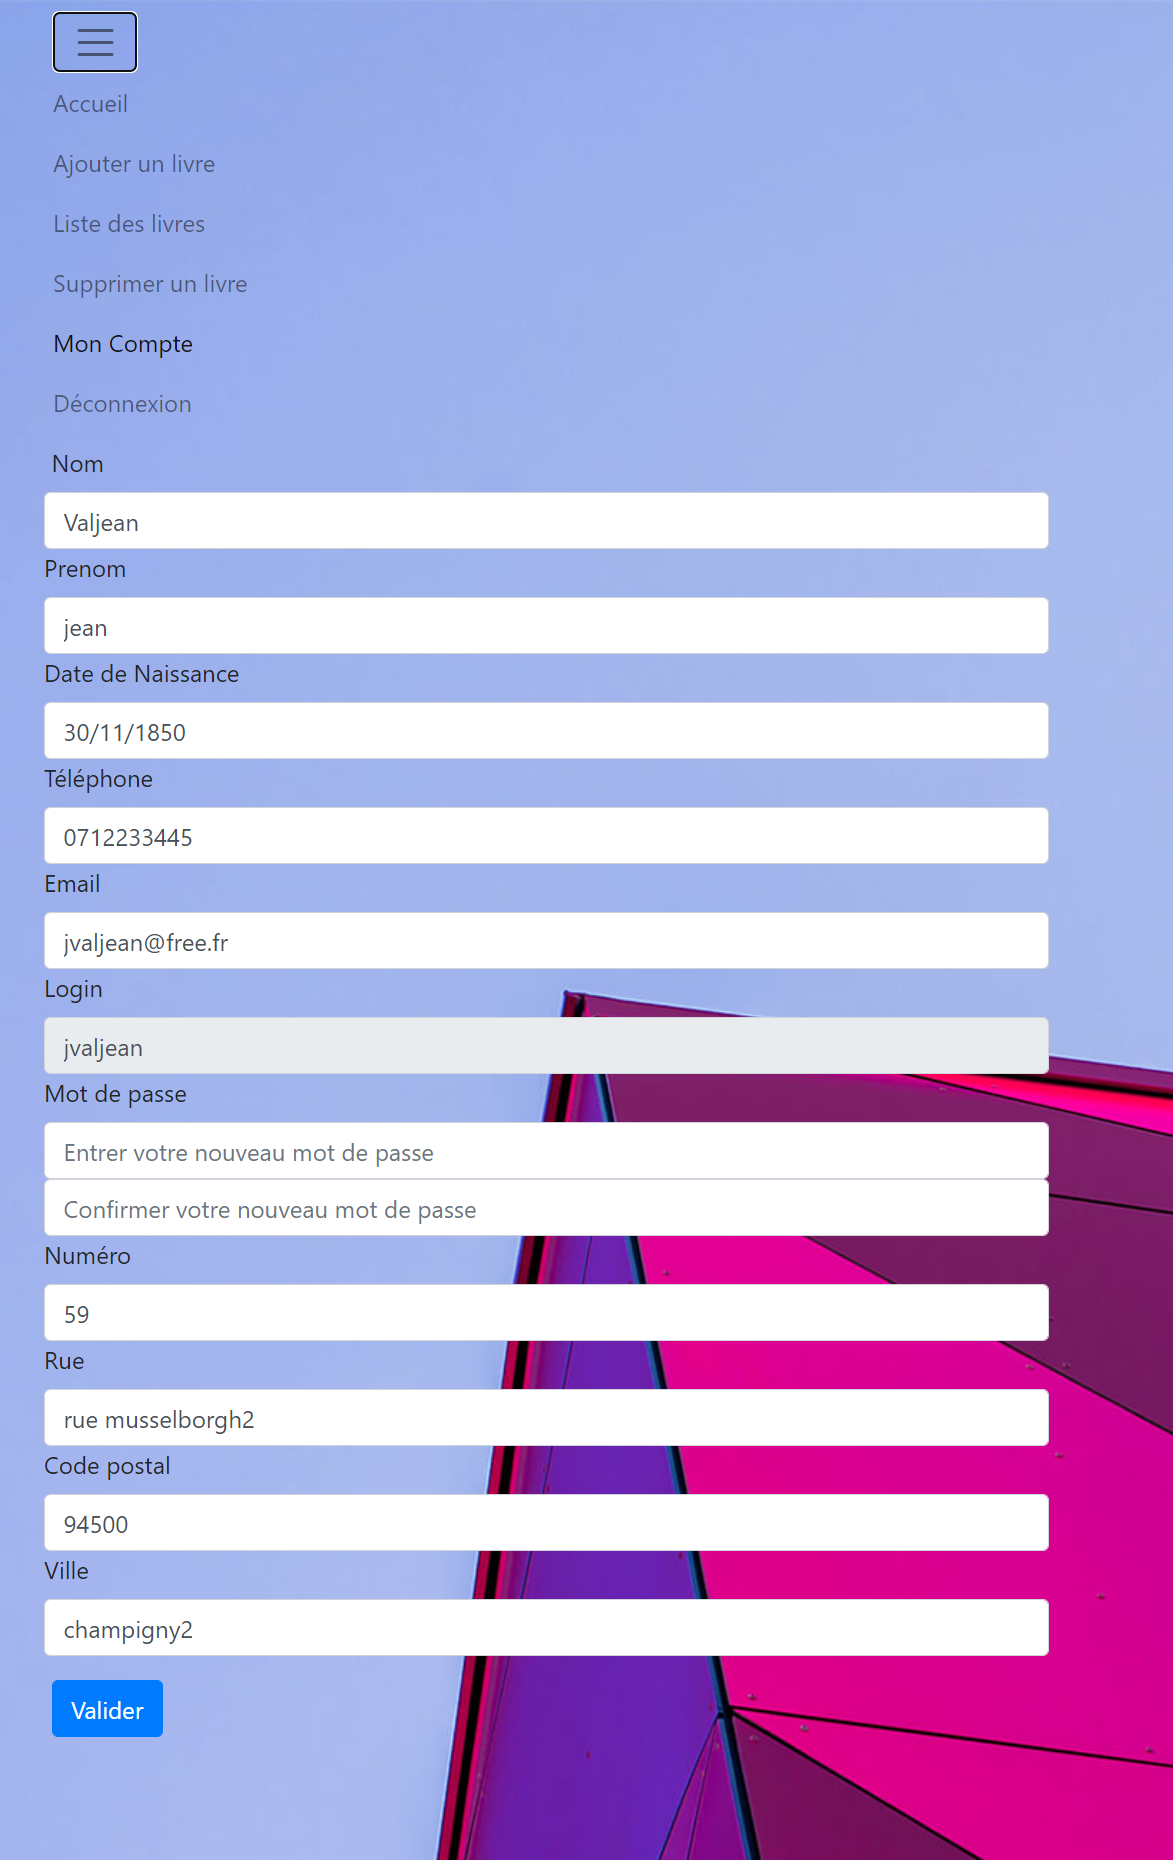 Accueil
Ajouter un livre
Liste des livres
Supprimer un livre
Mon Compte
Déconnexion
Nom
Valjean
Prenom
jean
Date de Naissance
30/11/1850
Téléphone
0712233445
Email
jvaljean@free.fr
Login
jvaljean
Mot de passe
Entrer votre nouveau mot de passe
Confirmer votre nouveau mot de passe
Numéro
59
Rue
rue musselborgh2
Code postal
94500
Ville
champigny2
Valider